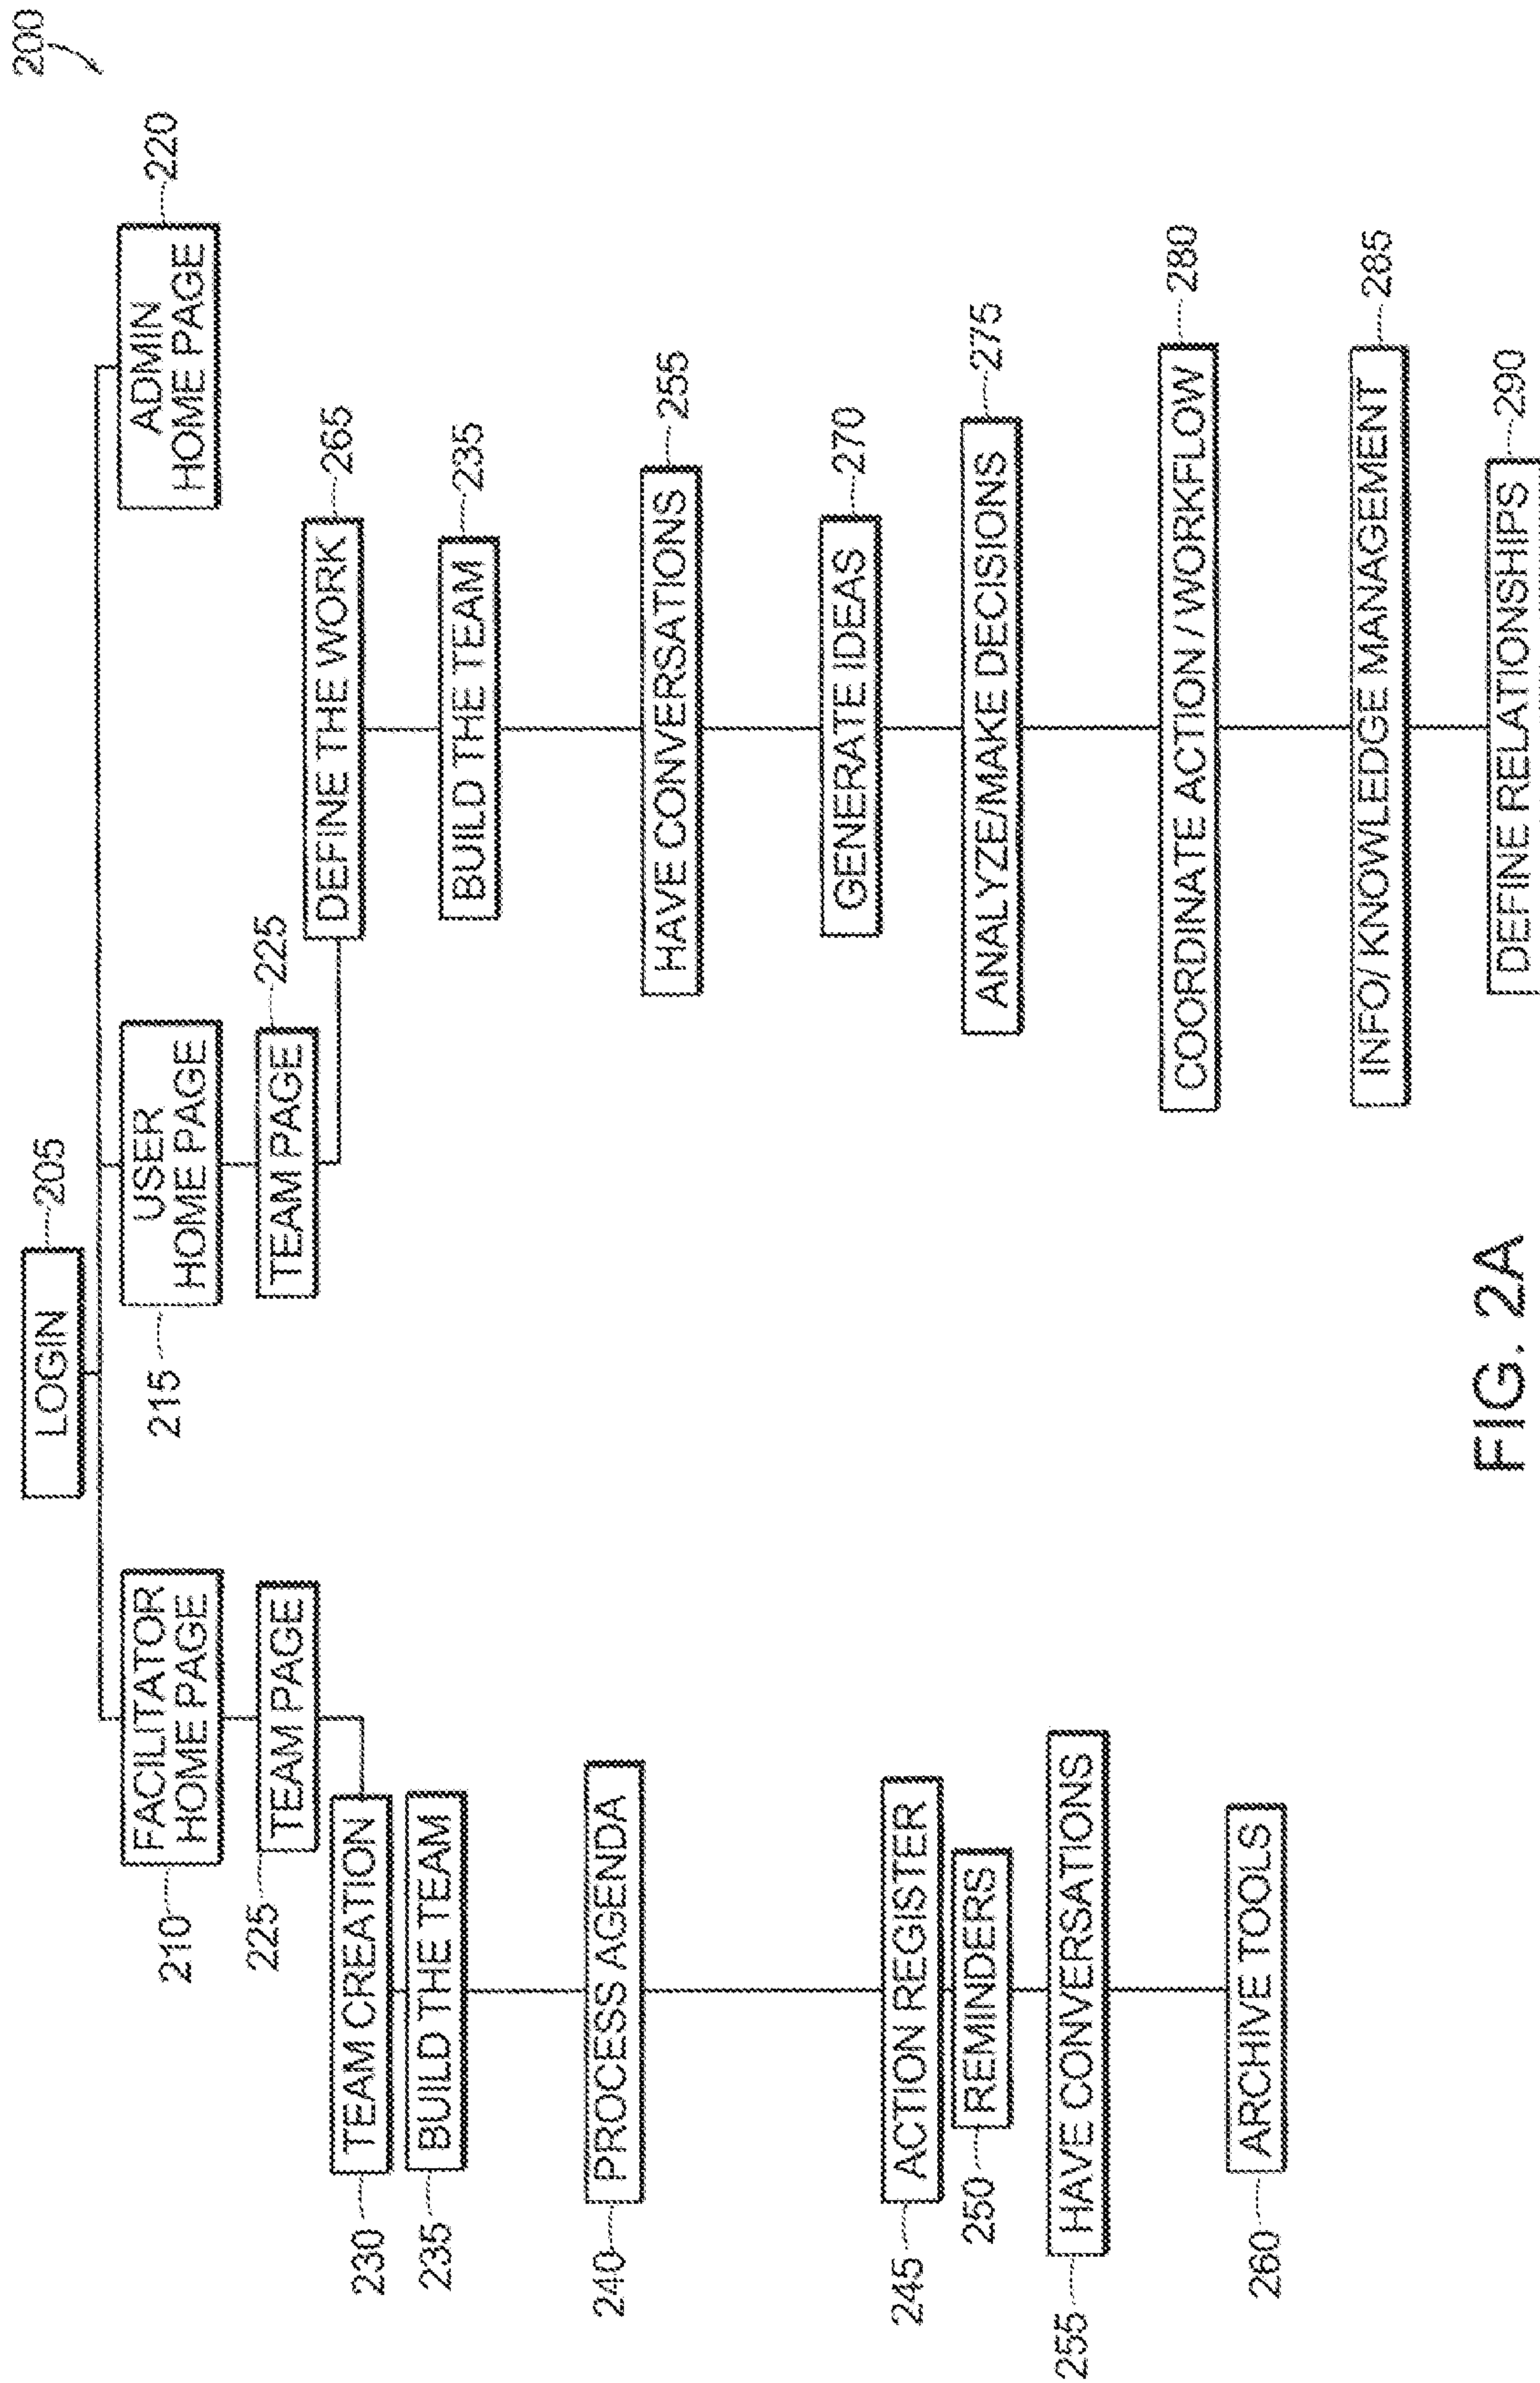 200
LOGIN
205
FACILITATOR
HOME PAGE
210
USER
HOME PAGE
215
ADMIN
HOME PAGE
220
TEAM PAGE
225
TEAM PAGE
225
TEAM CREATION
230
BUILD THE TEAM
235
PROCESS AGENDA
240
ACTION REGISTER
245
REMINDERS
250
HAVE CONVERSATIONS
255
ARCHIVE TOOLS
260
DEFINE THE WORK
265
BUILD THE TEAM
235
HAVE CONVERSATIONS
255
GENERATE IDEAS
270
ANALYZE/MAKE DECISIONS
275
COORDINATE ACTION / WORKFLOW
280
INFO/ KNOWLEDGE MANAGEMENT
285
DEFINE RELATIONSHIPS
290
FIG. 2A